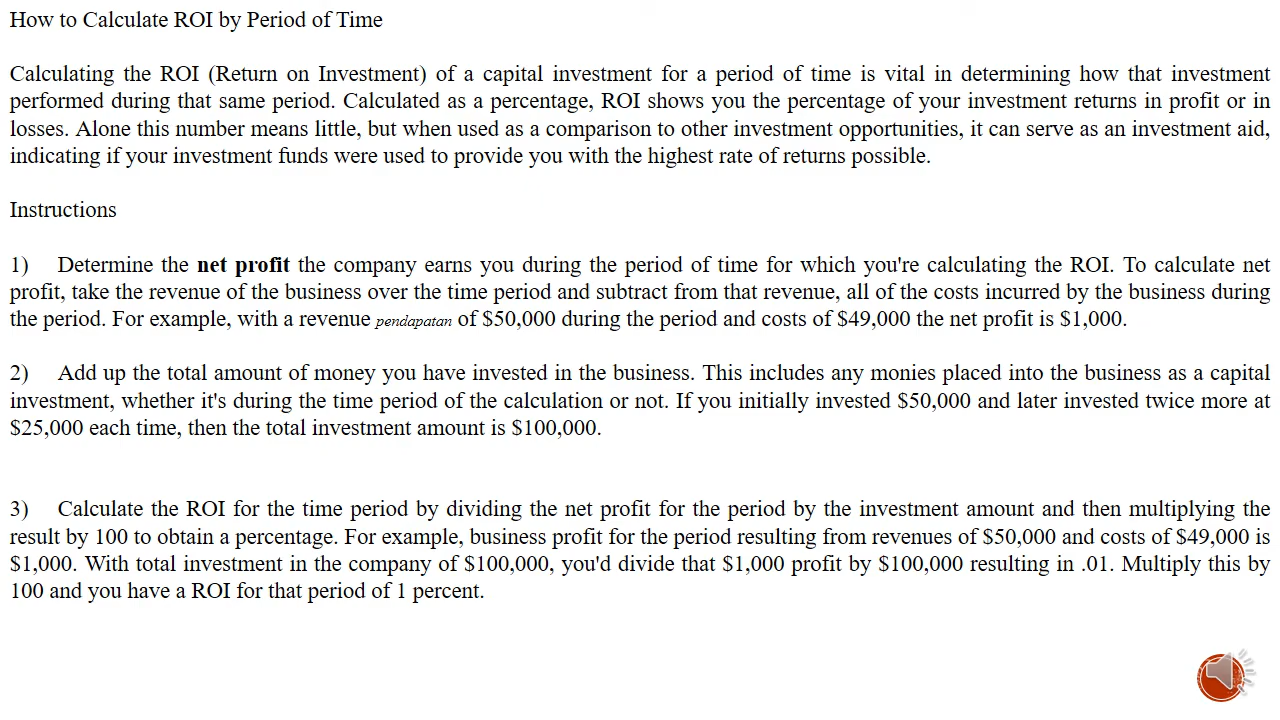 How to Calculate ROI by Period of Time
Calculating the ROI (Return on Investment) of a capital investment for a period of time is vital in determining how that investment
performed during that same period. Calculated as a percentage, ROI shows you the percentage of your investment returns in profit or in
losses. Alone this number means little, but when used as a comparison to other investment opportunities, it can serve as an investment aid,
indicating if your investment funds were used to provide you with the highest rate of returns possible.
Instructions
1) Determine the net profit the company earns you during the period of time for which you're calculating the ROI. To calculate net
profit, take the revenue of the business over the time period and subtract from that revenue, all of the costs incurred by the business during
the period. For example, with a revenue pendapatan of $50,000 during the period and costs of $49,000 the net profit is $1,000.
2) Add up the total amount of money you have invested in the business. This includes any monies placed into the business as a capital
investment, whether it's during the time period of the calculation or not. If you initially invested $50,000 and later invested twice more at
$25,000 each time, then the total investment amount is $100,000.
3) Calculate the ROI for the time period by dividing the net profit for the period by the investment amount and then multiplying the
result by 100 to obtain a percentage. For example, business profit for the period resulting from revenues of $50,000 and costs of $49,000 is
$1,000. With total investment in the company of $100,000, you'd divide that $1,000 profit by $100,000 resulting in .01. Multiply this by
100 and you have a ROI for that period of 1 percent.